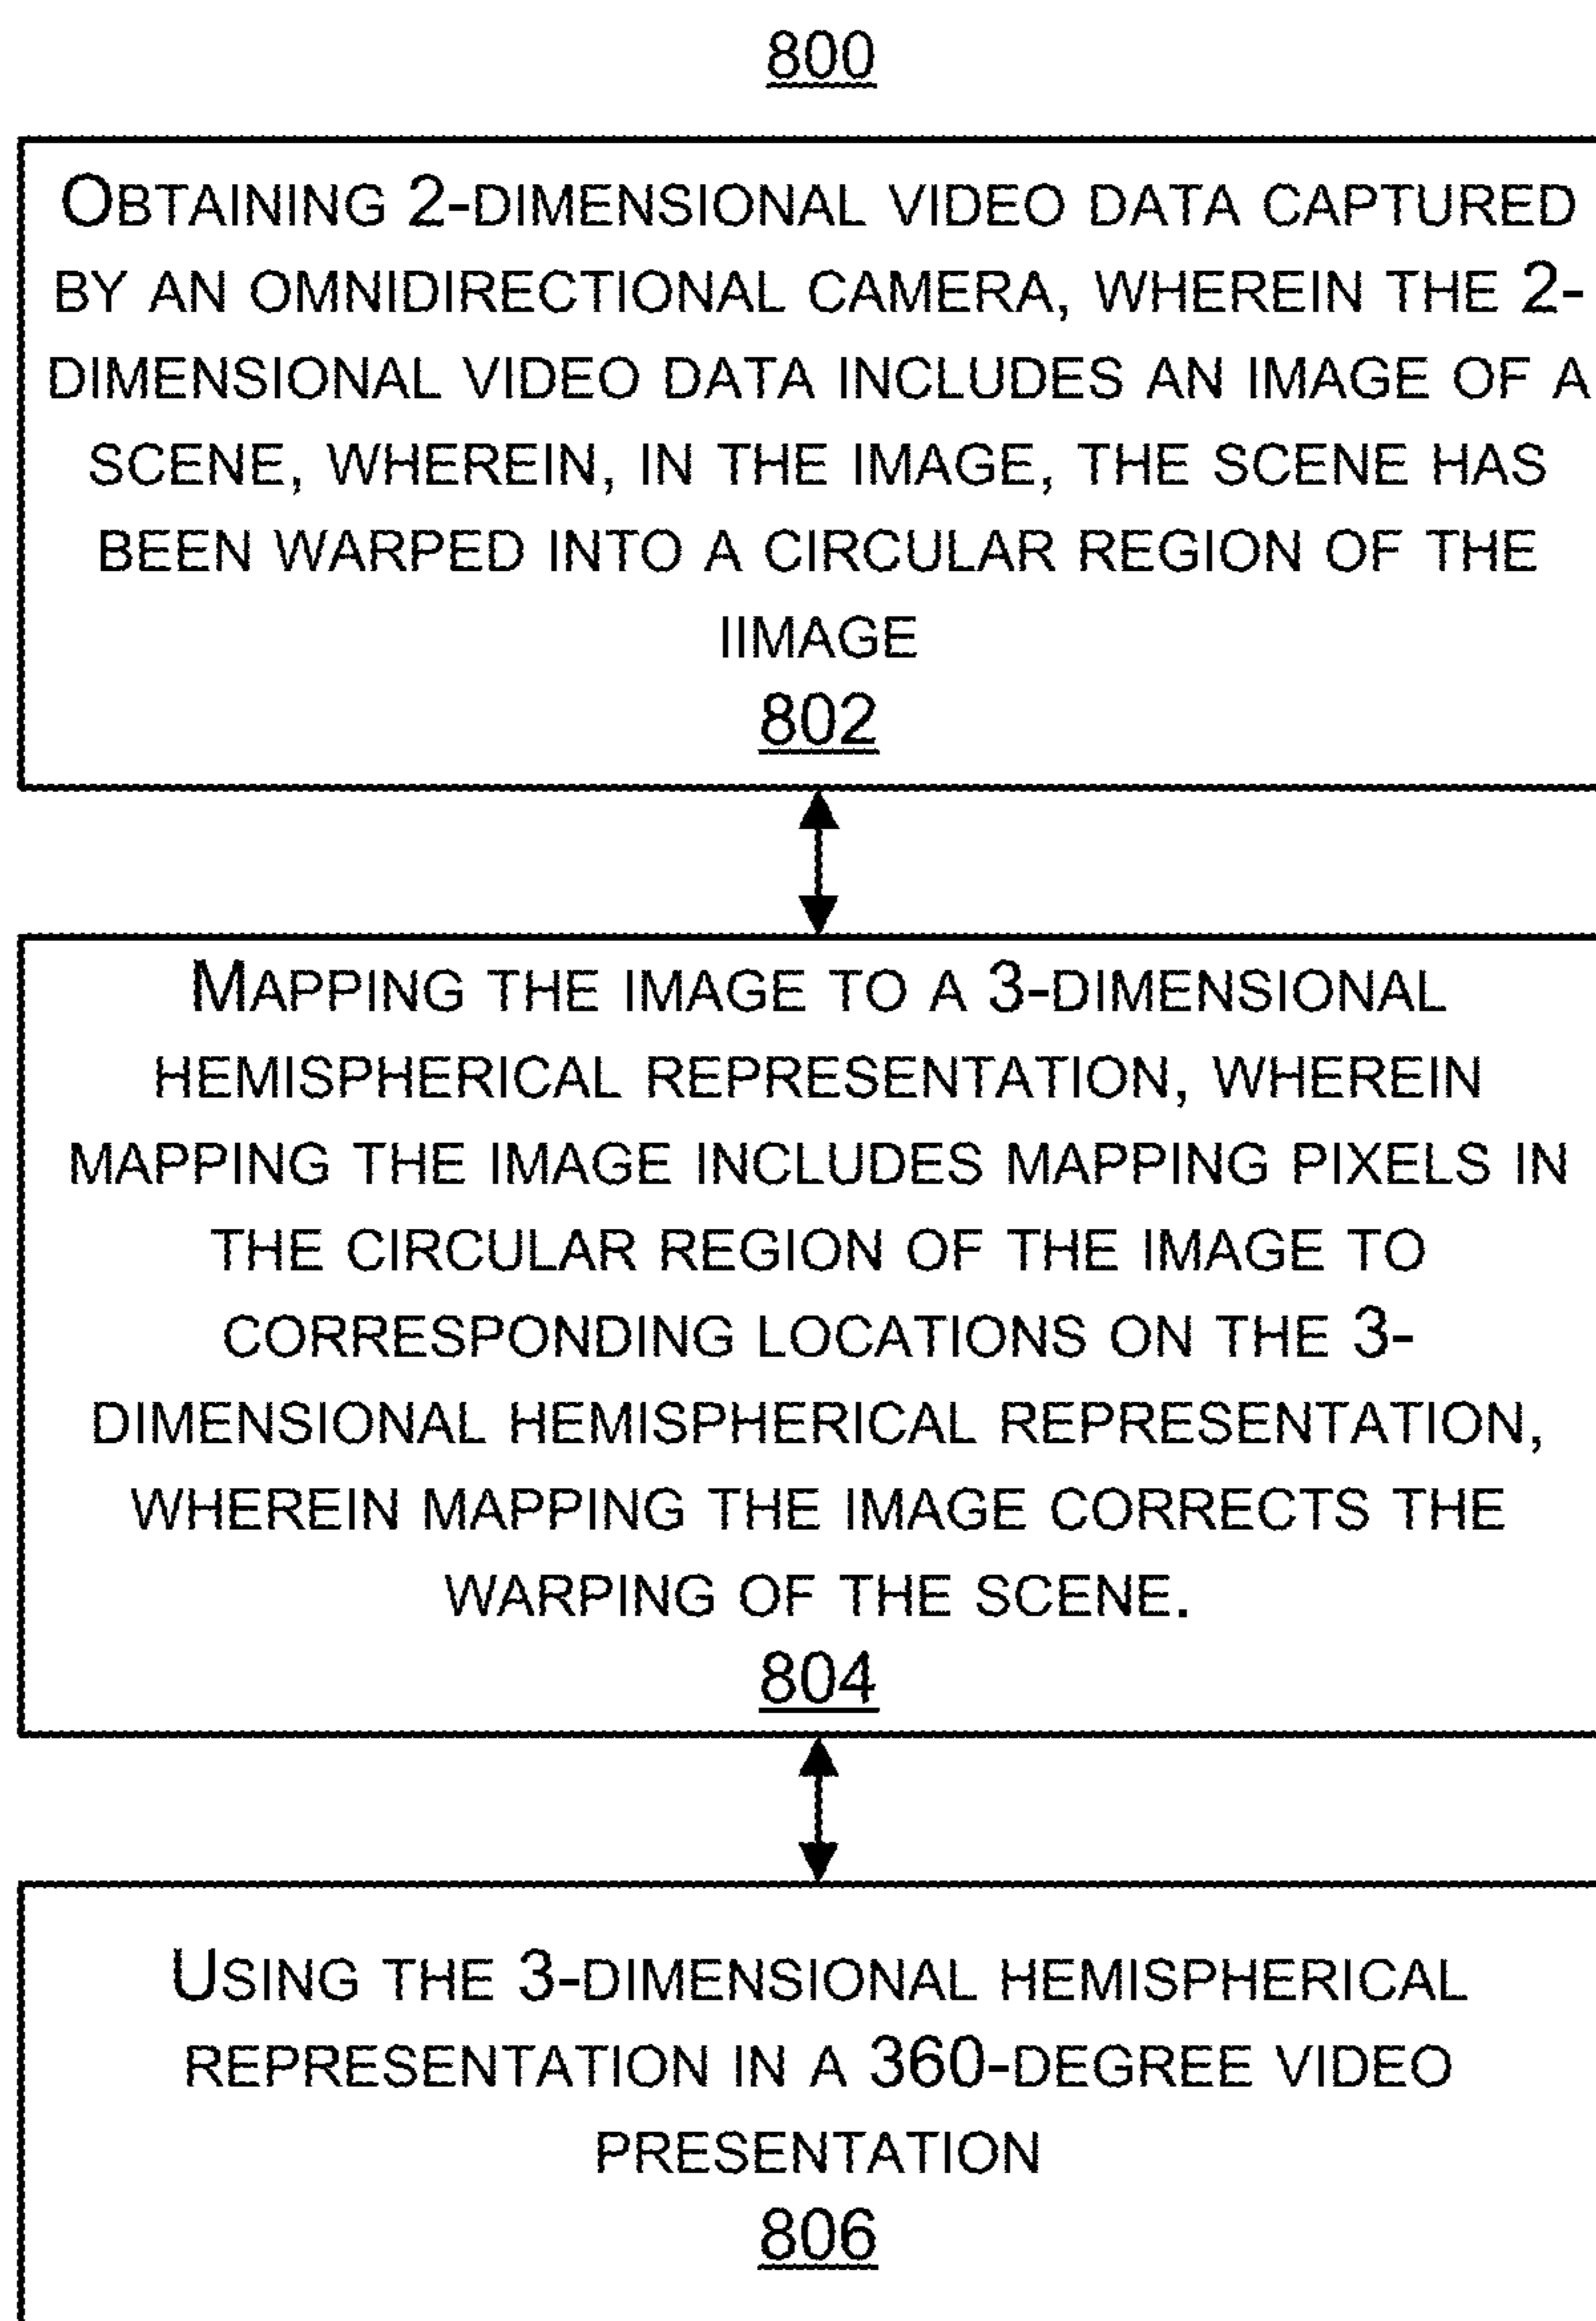 800
OBTAINING 2-DIMENSIONAL VIDEO DATA CAPTURED
BY AN OMNIDIRECTIONAL CAMERA, WHEREIN THE 2-
DIMENSIONAL VIDEO DATA INCLUDES AN IMAGE OF A
SCENE, WHEREIN, IN THE IMAGE, THE SCENE HAS
BEEN WARPED INTO A CIRCULAR REGION OF THE
IIMAGE
802
MAPPING THE IMAGE TO A 3-DIMENSIONAL
HEMISPHERICAL REPRESENTATION, WHEREIN
MAPPING THE IMAGE INCLUDES MAPPING PIXELS IN
THE CIRCULAR REGION OF THE IMAGE TO
CORRESPONDING LOCATIONS ON THE 3-
DIMENSIONAL HEMISPHERICAL REPRESENTATION,
WHEREIN MAPPING THE IMAGE CORRECTS THE
WARPING OF THE SCENE.
804
USING THE 3-DIMENSIONAL HEMISPHERICAL
REPRESENTATION IN A 360-DEGREE VIDEO
PRESENTATION
806